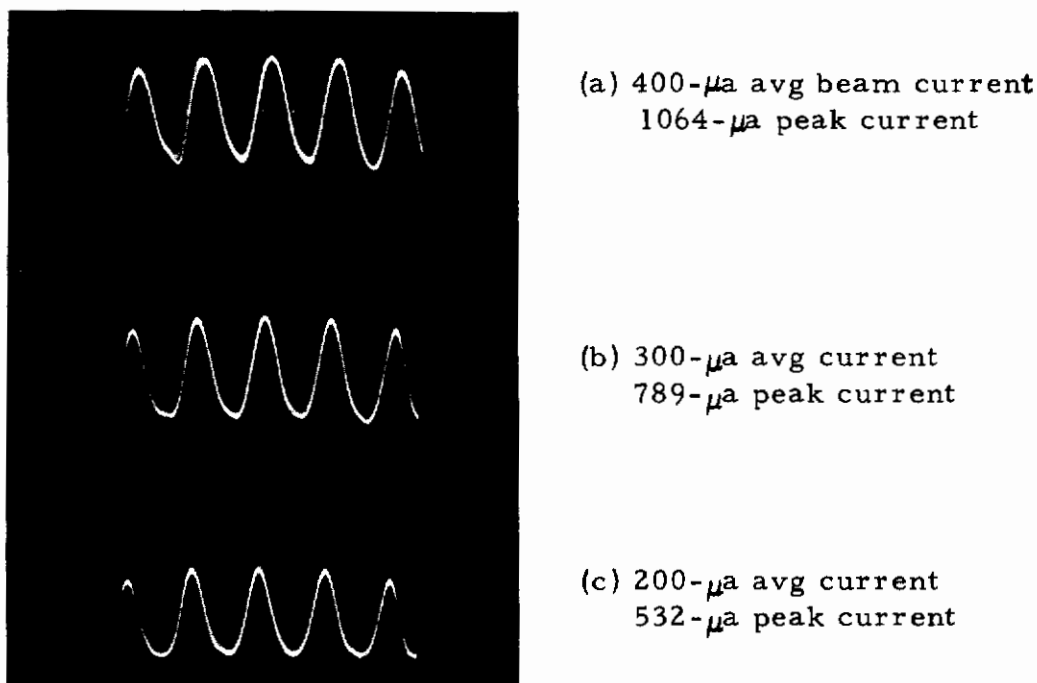 (a) 400-μa avg beam current
1064-μa peak current
(b) 300-μa avg current
789-μa peak current
(c) 200-μa avg current
532-μa peak current